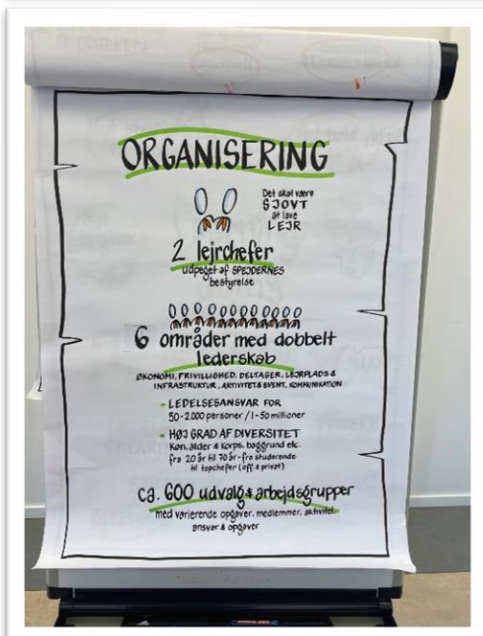 ORGANISERING
Det skal være
SJOVT
at lave
LEJR
2 lejrchefer
udpeget af SPEJDERNES
bestyrelse
6 områder med dobbelt
lederskab
ØKONOMI, FRIVILLIGHED, DELTAGER, LEJRPLADS &
INFRASTRUKTUR, AKTIVITET & EVENT, KOMMUNIKATION
- LEDELSESANSVAR FOR
50-2.000 personer / 1-50 millioner
- HØJ GRAD AF DIVERSITET
Køn, alder & korps, baggrund etc.
fra 20 år til 70 år - fra studerende
til topchefer (off & privat)
ca. 600 udvalg & arbejdsgrupper
med varierende opgaver, medlemmer, aktivitet
ansvar & opgaver